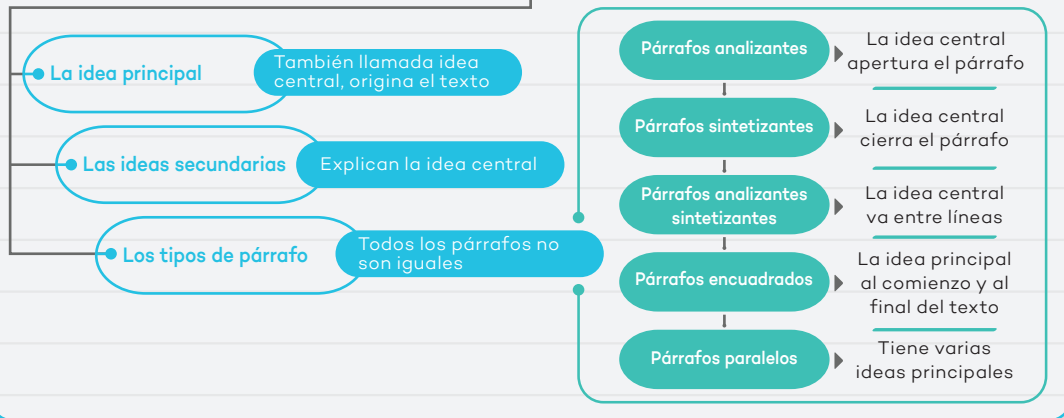 La idea principal
También llamada idea
central, origina el texto
Las ideas secundarias
Explican la idea central
Los tipos de párrafo
Todos los párrafos no
son iguales
Párrafos analizantes
La idea central
apertura el párrafo
Párrafos sintetizantes
La idea central
cierra el párrafo
Párrafos analizantes
sintetizantes
La idea central
va entre líneas
Párrafos encuadrados
La idea principal
al comienzo y al
final del texto
Párrafos paralelos
Tiene varias
ideas principales